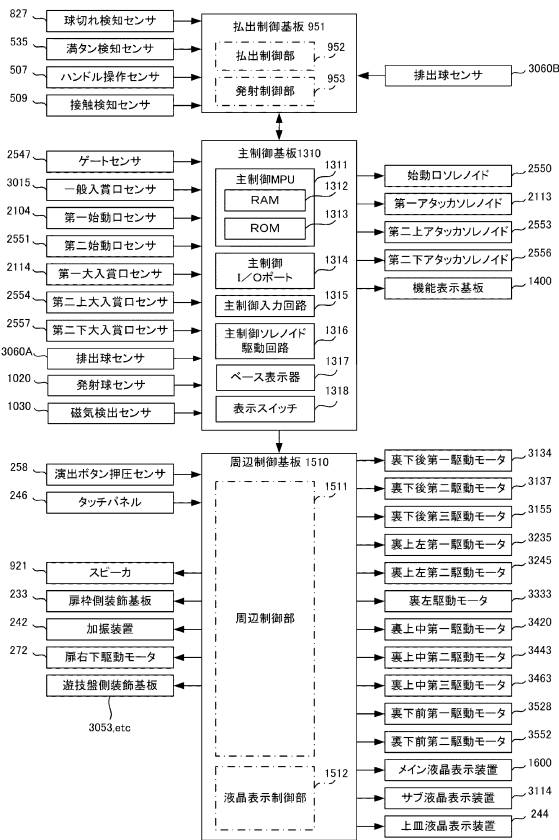 827 球切れ検知センサ
535 満タン検知センサ
507 ハンドル操作センサ
509 接触検知センサ
払出制御基板 951
払出制御部 952
発射制御部 953
排出球センサ 3060B
2547 ゲートセンサ
3015 一般入賞口センサ
2104 第一始動口センサ
2551 第二始動口センサ
2114 第一大入賞口センサ
2554 第二上大入賞口センサ
2557 第二下大入賞口センサ
3060A 排出球センサ
1020 発射球センサ
1030 磁気検出センサ
主制御基板1310
主制御MPU 1311
RAM 1312
ROM 1313
主制御
I/Oポート 1314
主制御入力回路 1315
主制御ソレノイド
駆動回路 1316
ベース表示器 1317
表示スイッチ 1318
始動口ソレノイド 2550
第一アタッカソレノイド 2113
第二上アタッカソレノイド 2553
第二下アタッカソレノイド 2556
機能表示基板 1400
258 演出ボタン押圧センサ
246 タッチパネル
921 スピーカ
233 扉枠側装飾基板
242 加振装置
272 扉右下駆動モータ
遊技盤側装飾基板
3053,etc
周辺制御基板 1510
1511
周辺制御部
液晶表示制御部 1512
裏下後第一駆動モータ 3134
裏下後第二駆動モータ 3137
裏下後第三駆動モータ 3155
裏上左第一駆動モータ 3235
裏上左第二駆動モータ 3245
裏左駆動モータ 3333
裏上中第一駆動モータ 3420
裏上中第二駆動モータ 3443
裏上中第三駆動モータ 3463
裏下前第一駆動モータ 3528
裏下前第二駆動モータ 3552
メイン液晶表示装置 1600
サブ液晶表示装置 3114
上皿液晶表示装置 244